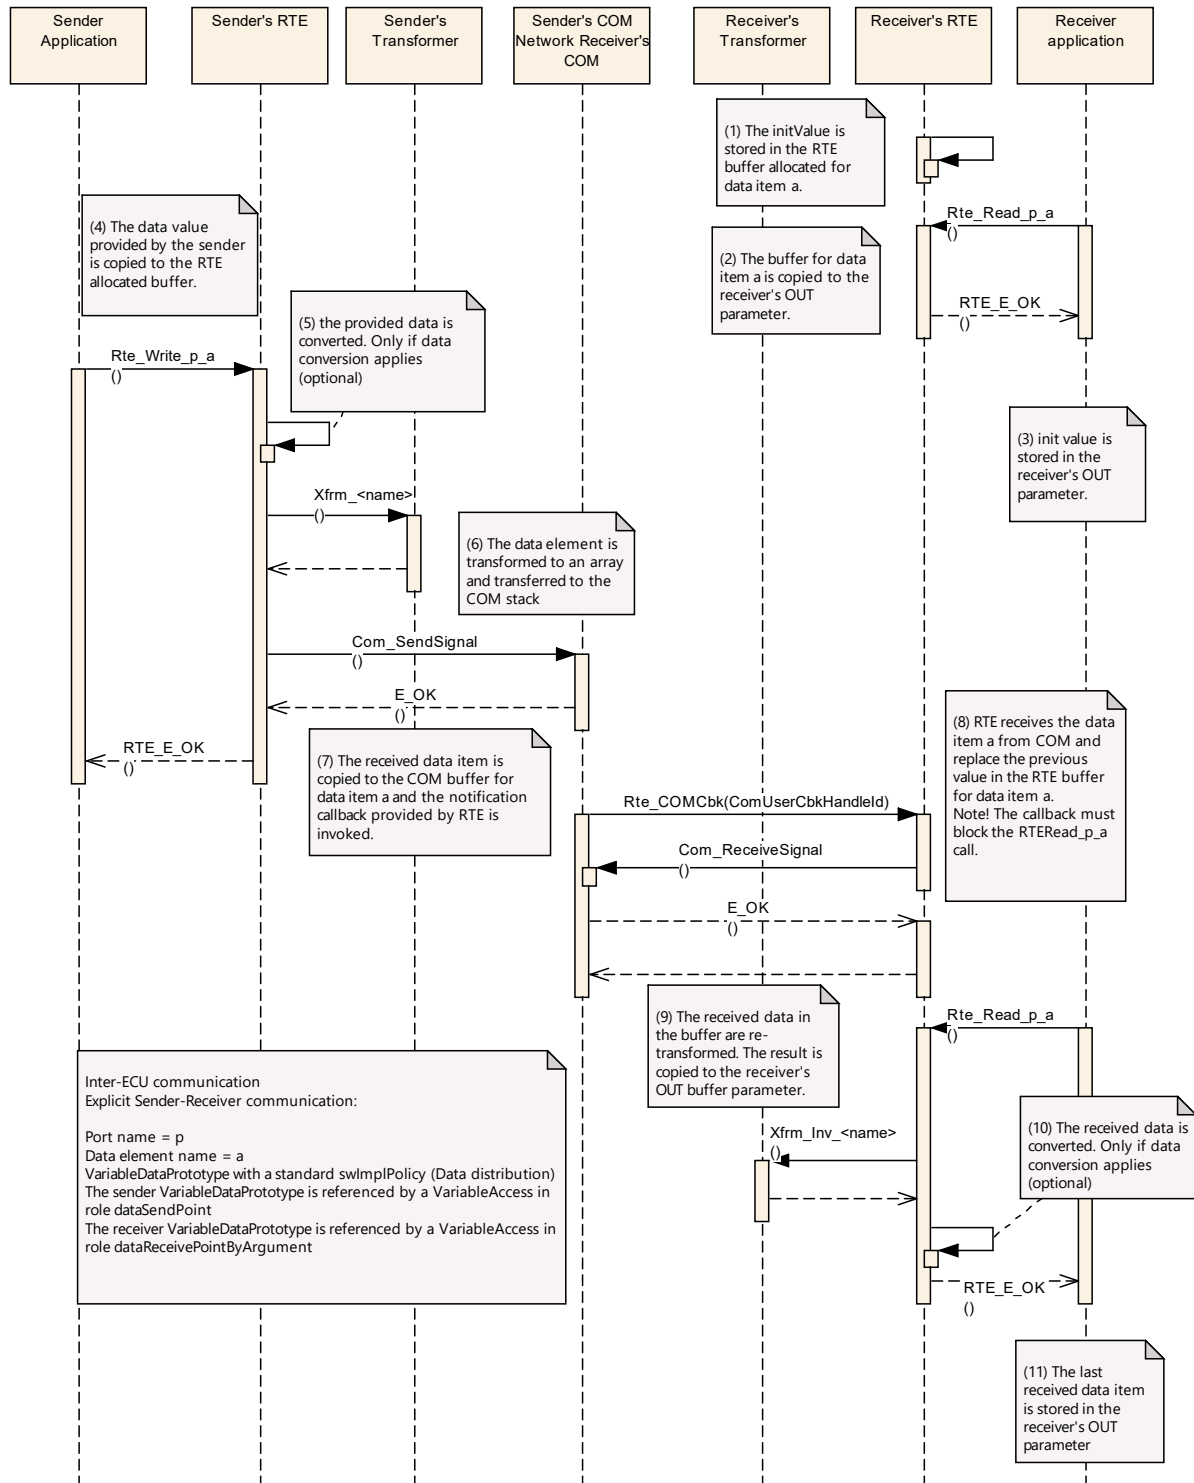 Sender
Application
Sender's RTE
Sender's
Transformer
Sender's COM
Network Receiver's
COM
Receiver's
Transformer
Receiver's RTE
Receiver
application
(1) The initValue is
stored in the RTE
buffer allocated for
data item a.
Rte_Read_p_a
()
(4) The data value
provided by the sender
is copied to the RTE
allocated buffer.
(2) The buffer for data
item a is copied to the
receiver's OUT
parameter.
RTE_E_OK
()
(5) the provided data is
converted. Only if data
conversion applies
(optional)
Rte_Write_p_a
()
(3) init value is
stored in the
receiver's OUT
parameter.
Xfrm_<name>
()
(6) The data element is
transformed to an array
and transferred to the
COM stack
Com_SendSignal
()
E_OK
()
RTE_E_OK
()
(7) The received data item is
copied to the COM buffer for
data item a and the notification
callback provided by RTE is
invoked.
(8) RTE receives the data
item a from COM and
replace the previous
value in the RTE buffer
for data item a.
Note! The callback must
block the RTERead_p_a
call.
Rte_COMCbk(ComUserCbkHandleId)
Com_ReceiveSignal
()
E_OK
()
(9) The received data in
the buffer are re-
transformed. The result is
copied to the receiver's
OUT buffer parameter.
Rte_Read_p_a
()
Inter-ECU communication
Explicit Sender-Receiver communication:
Port name = p
Data element name = a
VariableDataPrototype with a standard swImplPolicy (Data distribution)
The sender VariableDataPrototype is referenced by a VariableAccess in
role dataSendPoint
The receiver VariableDataPrototype is referenced by a VariableAccess in
role dataReceivePointByArgument
Xfrm_Inv_<name>
()
(10) The received data is
converted. Only if data
conversion applies
(optional)
RTE_E_OK
()
(11) The last
received data item
is stored in the
receiver's OUT
parameter